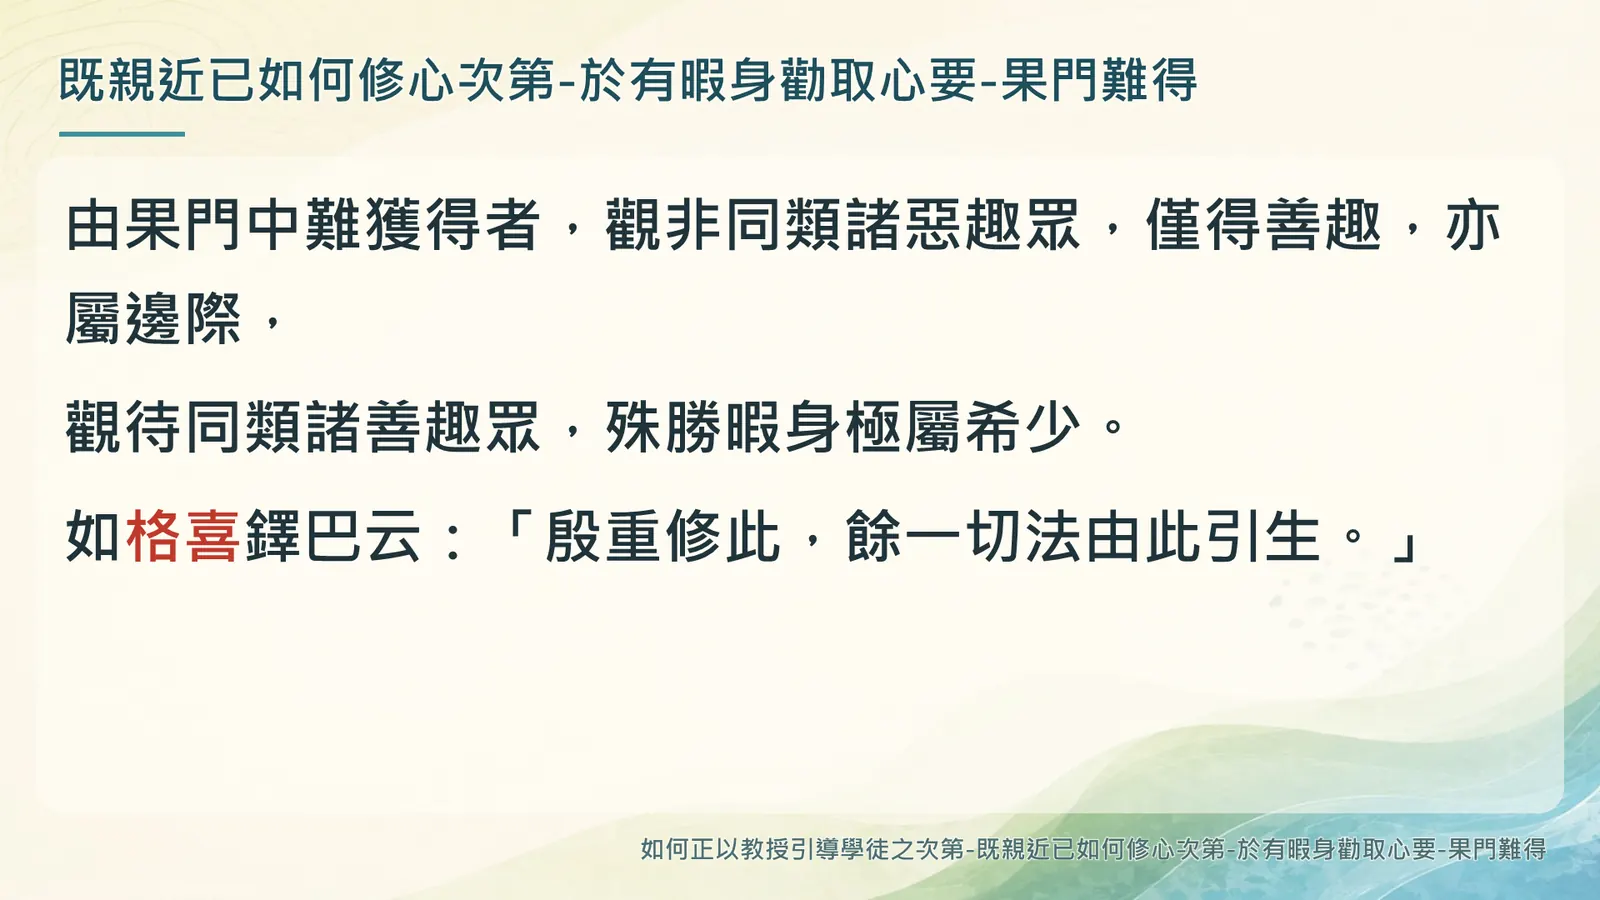 既親近已如何修心次第-於有暇身勸取心要-果門難得
由果門中難獲得者，觀非同類諸惡趣眾，僅得善趣，亦
屬邊際，
觀待同類諸善趣眾，殊勝暇身極屬希少。
如格喜鐸巴云：「殷重修此，餘一切法由此引生。」
如何正以教授引導學徒之次第-既親近已如何修心次第-於有暇身勸取心要-果門難得